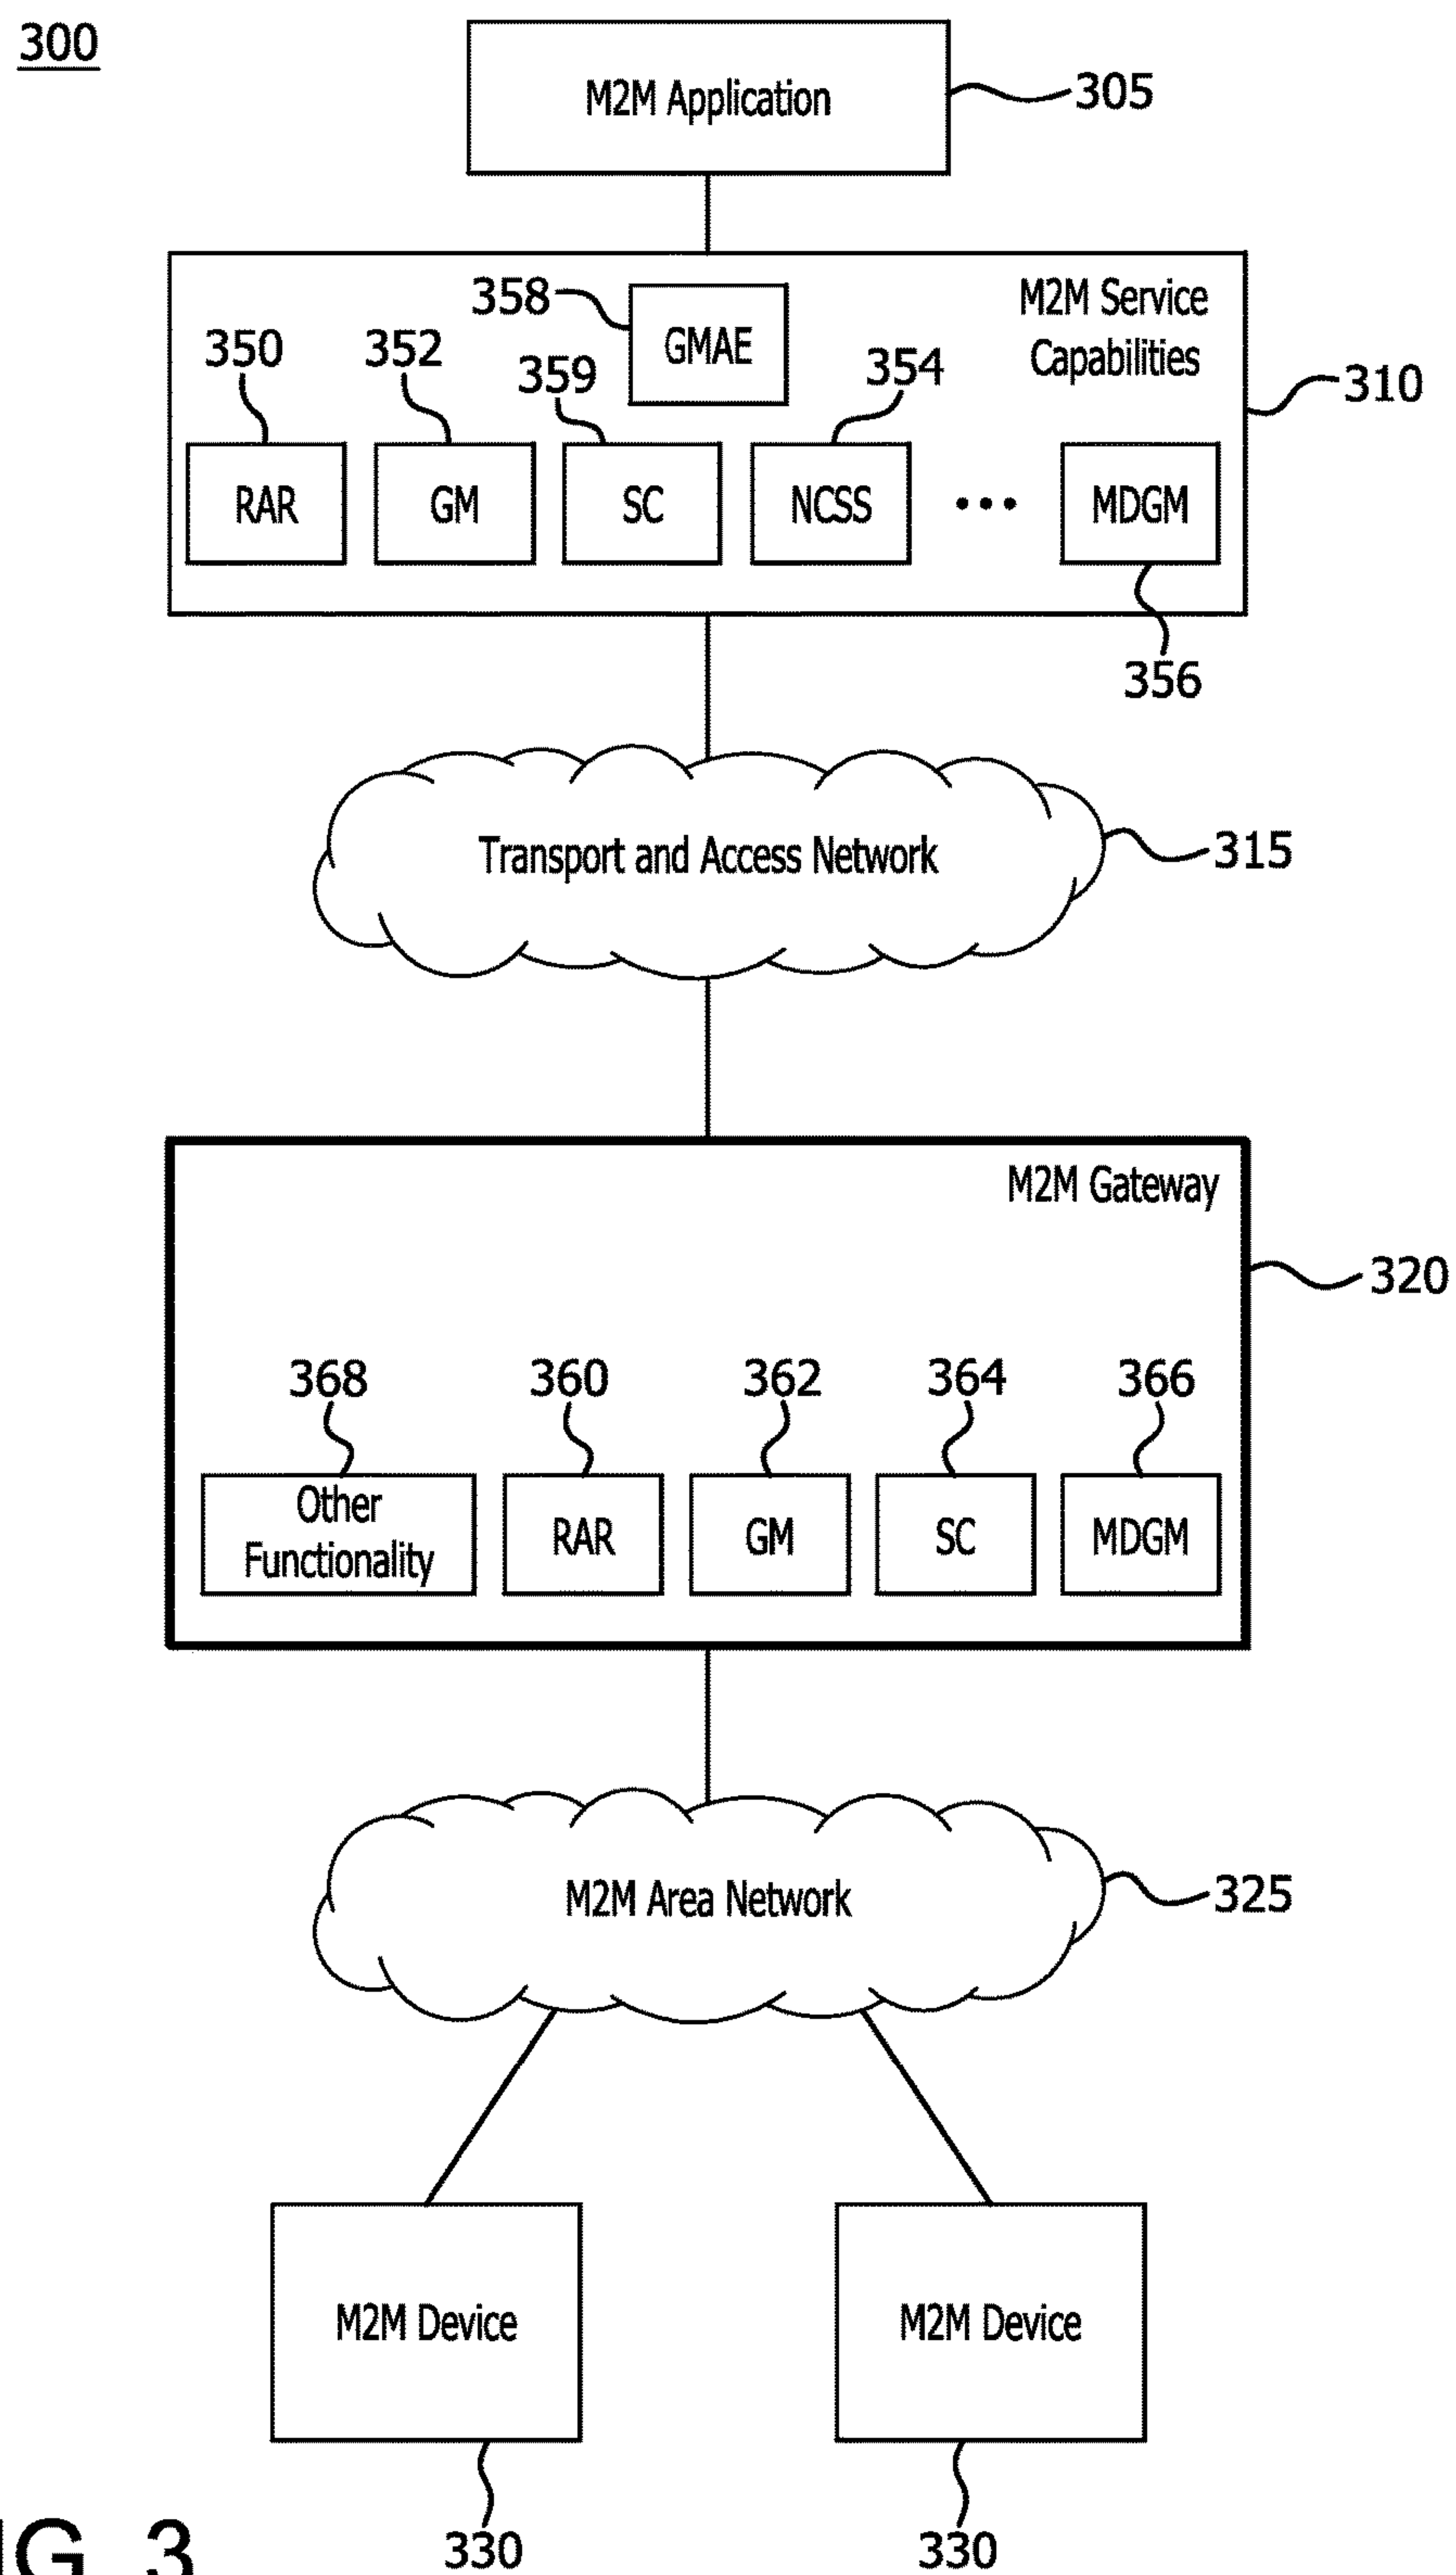 300
M2M Application
305
358
GMAE
M2M Service
Capabilities
350
352
359
354
310
RAR
GM
SC
NCSS
...
MDGM
356
Transport and Access Network
315
M2M Gateway
320
368
360
362
364
366
Other
Functionality
RAR
GM
SC
MDGM
M2M Area Network
325
M2M Device
M2M Device
330
330
IG. 3